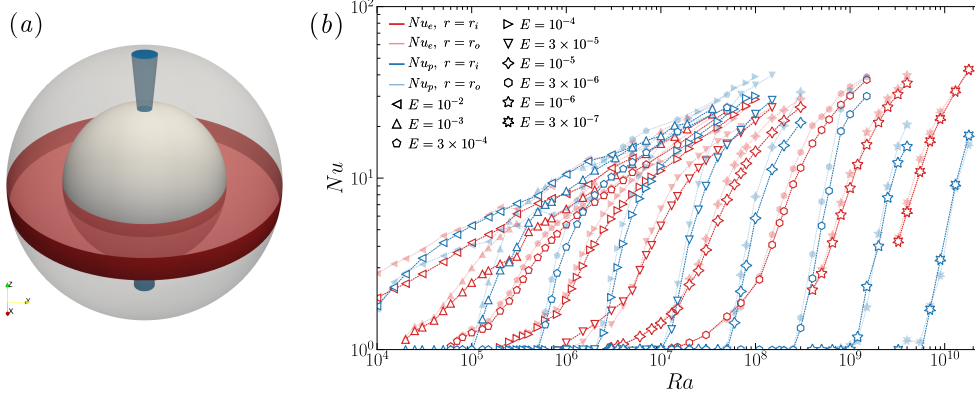 (a)
Z
Y
X
(b)
Nu
10^2
10^1
10^0
Nu_e, r = r_i
Nu_e, r = r_o
Nu_p, r = r_i
Nu_p, r = r_o
E = 10^{-2}
E = 10^{-3}
E = 3 × 10^{-4}
E = 10^{-4}
E = 3 × 10^{-5}
E = 10^{-5}
E = 3 × 10^{-6}
E = 10^{-6}
E = 3 × 10^{-7}
10^4 10^5 10^6 10^7 10^8 10^9 10^{10}
Ra